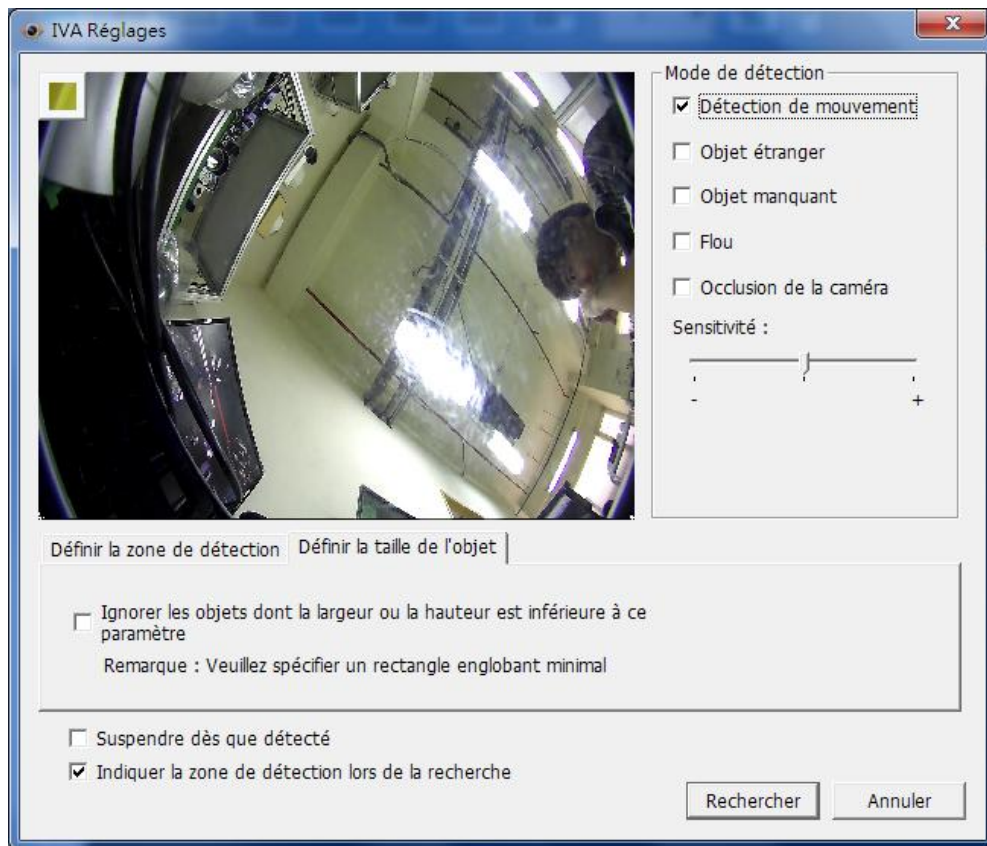 IVA Réglages
Mode de détection
Détection de mouvement
Objet étranger
Objet manquant
Flou
Occlusion de la caméra
Sensitivité :
- +
Définir la zone de détection
Définir la taille de l'objet
Ignorer les objets dont la largeur ou la hauteur est inférieure à ce
paramètre
Remarque : Veuillez spécifier un rectangle englobant minimal
Suspendre dès que détecté
Indiquer la zone de détection lors de la recherche
Rechercher
Annuler